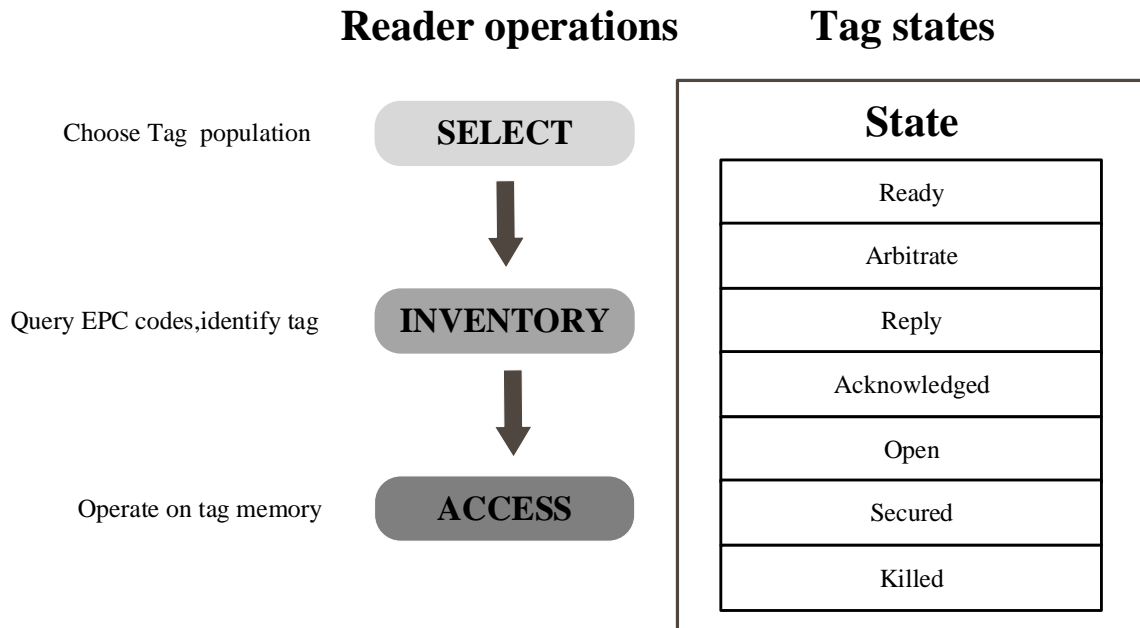 Reader operations
Tag states
Choose Tag population
SELECT
Query EPC codes,identify tag
INVENTORY
Operate on tag memory
ACCESS
State
Ready
Arbitrate
Reply
Acknowledged
Open
Secured
Killed